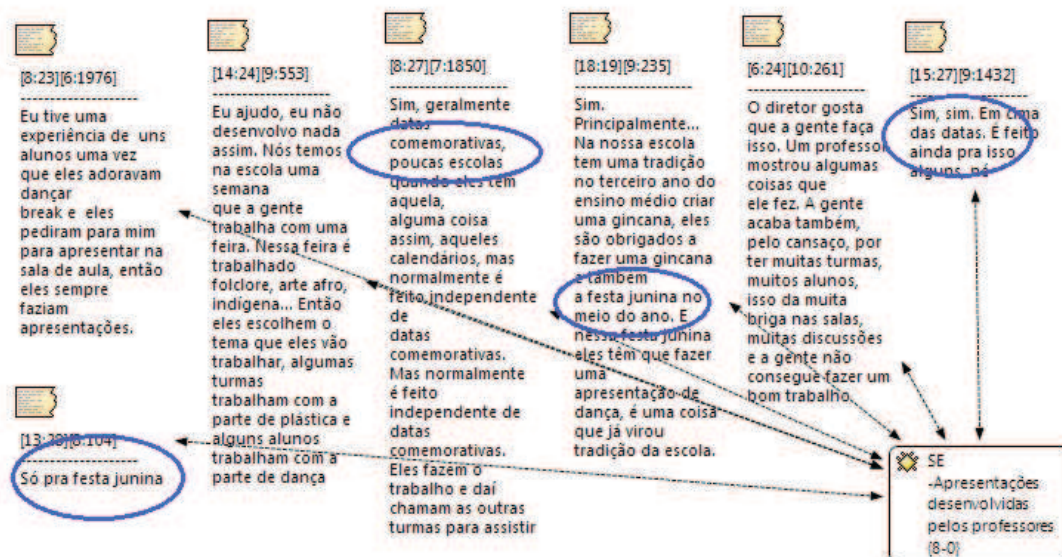 [8:23][6:1976]
--------------------
Eu tive uma
experiência de uns
alunos uma vez
que eles adoravam
dançar
break e eles
pediram para mim
para apresentar na
sala de aula, então
eles sempre
faziam
apresentações.
[14:24][9:553]
--------------------
Eu ajudo, eu não
desenvolvo nada
assim. Nós temos
na escola uma
semana
que a gente
trabalha com uma
feira. Nessa feira é
trabalhado
folclore, arte afro,
indígena... Então
eles escolhem o
tema que eles vão
trabalhar, algumas
turmas
trabalham com a
parte de plástica e
alguns alunos
trabalham com a
parte de dança
[8:27][7:1850]
--------------------
Sim, geralmente
datas
comemorativas,
poucas escolas
quando eles têm
aquela,
alguma coisa
assim, aqueles
calendários, mas
normalmente é
feito independente
de
datas
comemorativas.
Mas normalmente
é feito
independente de
datas
comemorativas.
Eles fazem o
trabalho e daí
chamam as outras
turmas para assistir
[18:19][9:235]
--------------------
Sim.
Principalmente...
Na nossa escola
tem uma tradição
no terceiro ano do
ensino médio criar
uma gincana, eles
são obrigados a
fazer uma gincana
e também
a festa junina no
meio do ano. E
nessa festa junina
eles têm que fazer
uma
apresentação de
dança, é uma coisa
que já virou
tradição da escola.
[6:24][10:261]
--------------------
O diretor gosta
que a gente faça
isso. Um professor
mostrou algumas
coisas que
ele fez. A gente
acaba também,
pelo cansaço, por
ter muitas turmas,
muitos alunos,
isso da muita
briga nas salas,
muitas discussões
e a gente não
consegue fazer um
bom trabalho
[15:27][9:1432]
--------------------
Sim, sim. Em cima
das datas. É feito
ainda pra isso
alguns, né
--------------------
Só pra festa junina
SE
-Apresentações
desenvolvidas
pelos professores
{8-0}